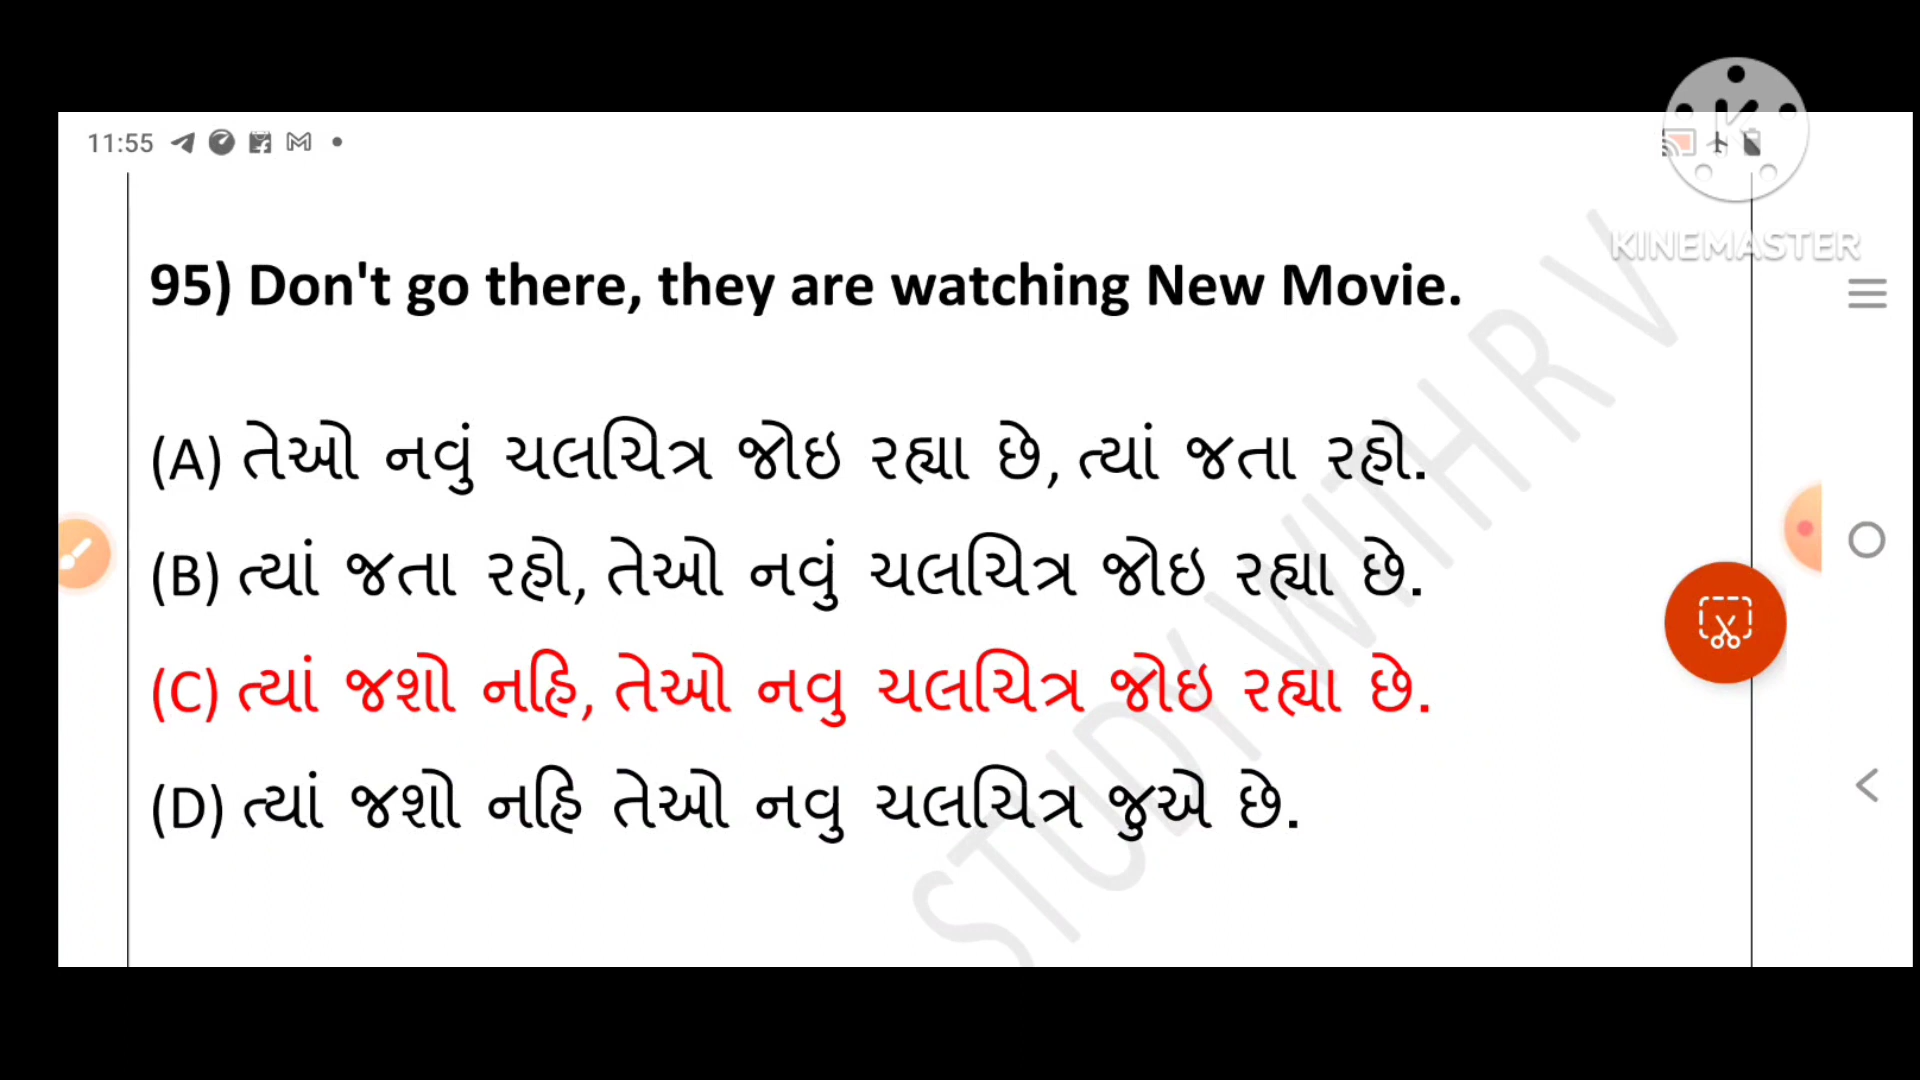 KINEMASTER
11:55
95) Don't go there, they are watching New Movie.
(A) તેઓ નવું ચલચિત્ર જોઇ રહ્યા છે, ત્યાં જતા રહો.
(B) ત્યાં જતા રહો, તેઓ નવું ચલચિત્ર જોઇ રહ્યા છે.
(C) ત્યાં જશો નહિ, તેઓ નવુ ચલચિત્ર જોઇ રહ્યા છે.
(D) ત્યાં જશો નહિ તેઓ નવુ ચલચિત્ર જુએ છે.
STUDY WITH R V